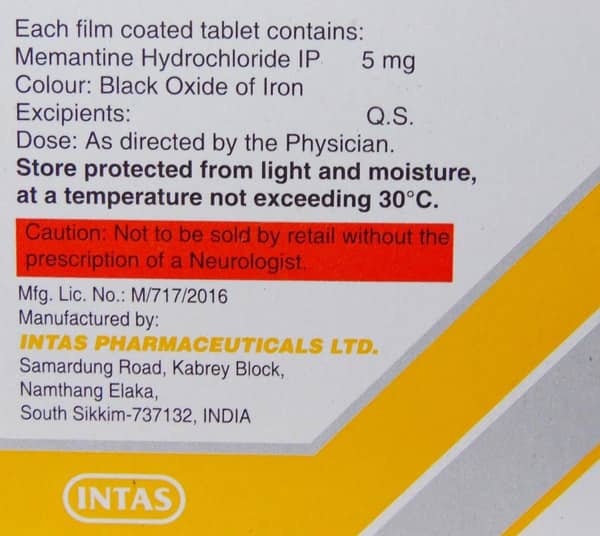 Each film coated tablet contains:
Memantine Hydrochloride IP 5 mg
Colour: Black Oxide of Iron
Excipients: Q.S.
Dose: As directed by the Physician.
Store protected from light and moisture,
at a temperature not exceeding 30°C.
Caution: Not to be sold by retail without the
prescription of a Neurologist.
Mfg. Lic. No.: M/717/2016
Manufactured by:
INTAS PHARMACEUTICALS LTD.
Samardung Road, Kabrey Block,
Namthang Elaka,
South Sikkim-737132, INDIA
INTAS